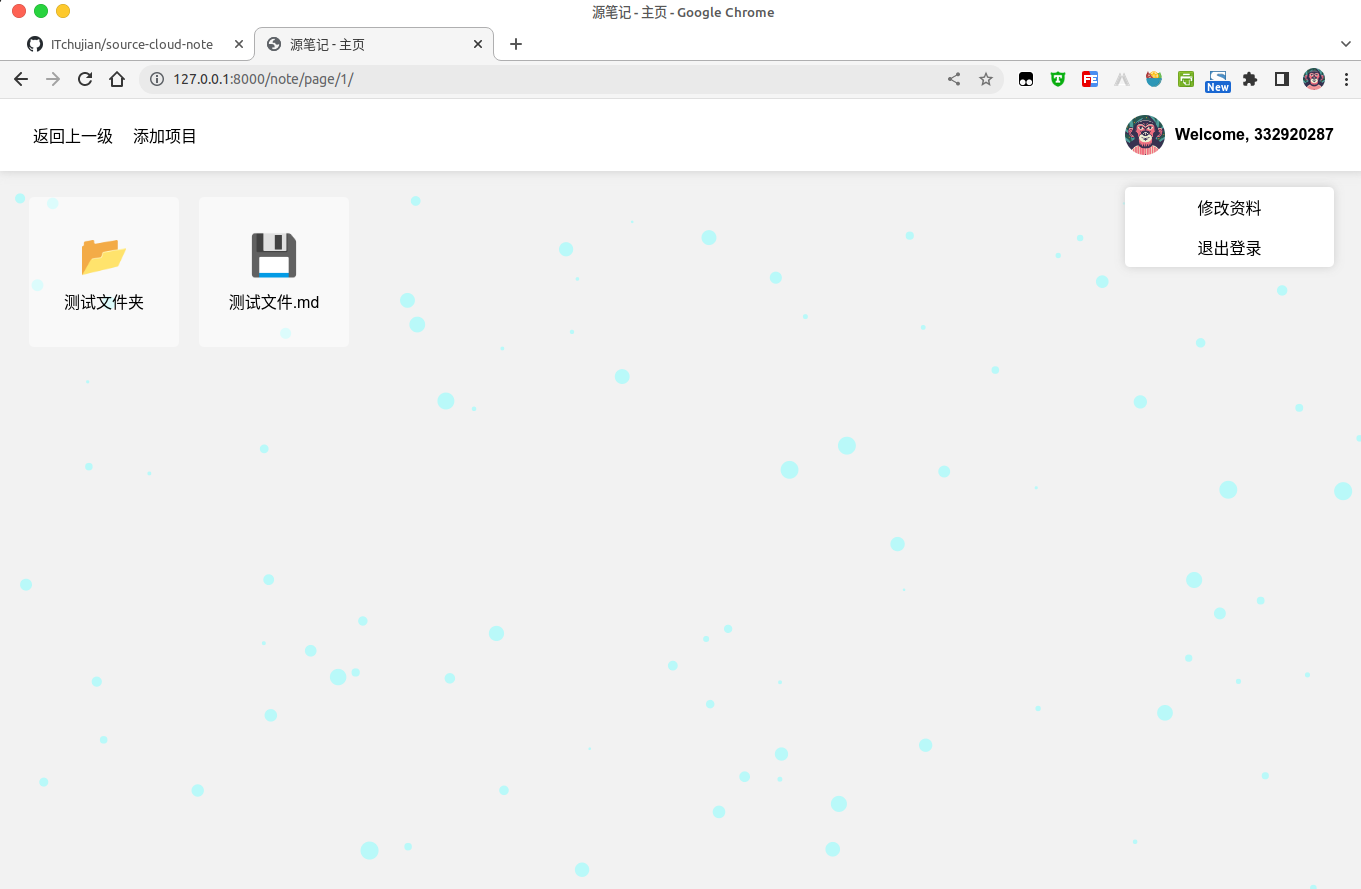 源笔记 - 主页 - Google Chrome
ITchujian/source-cloud-note
源笔记 - 主页
127.0.0.1:8000/note/page/1/
FE
New
返回上一级 添加项目
Welcome, 332920287
修改资料
退出登录
测试文件夹
测试文件.md